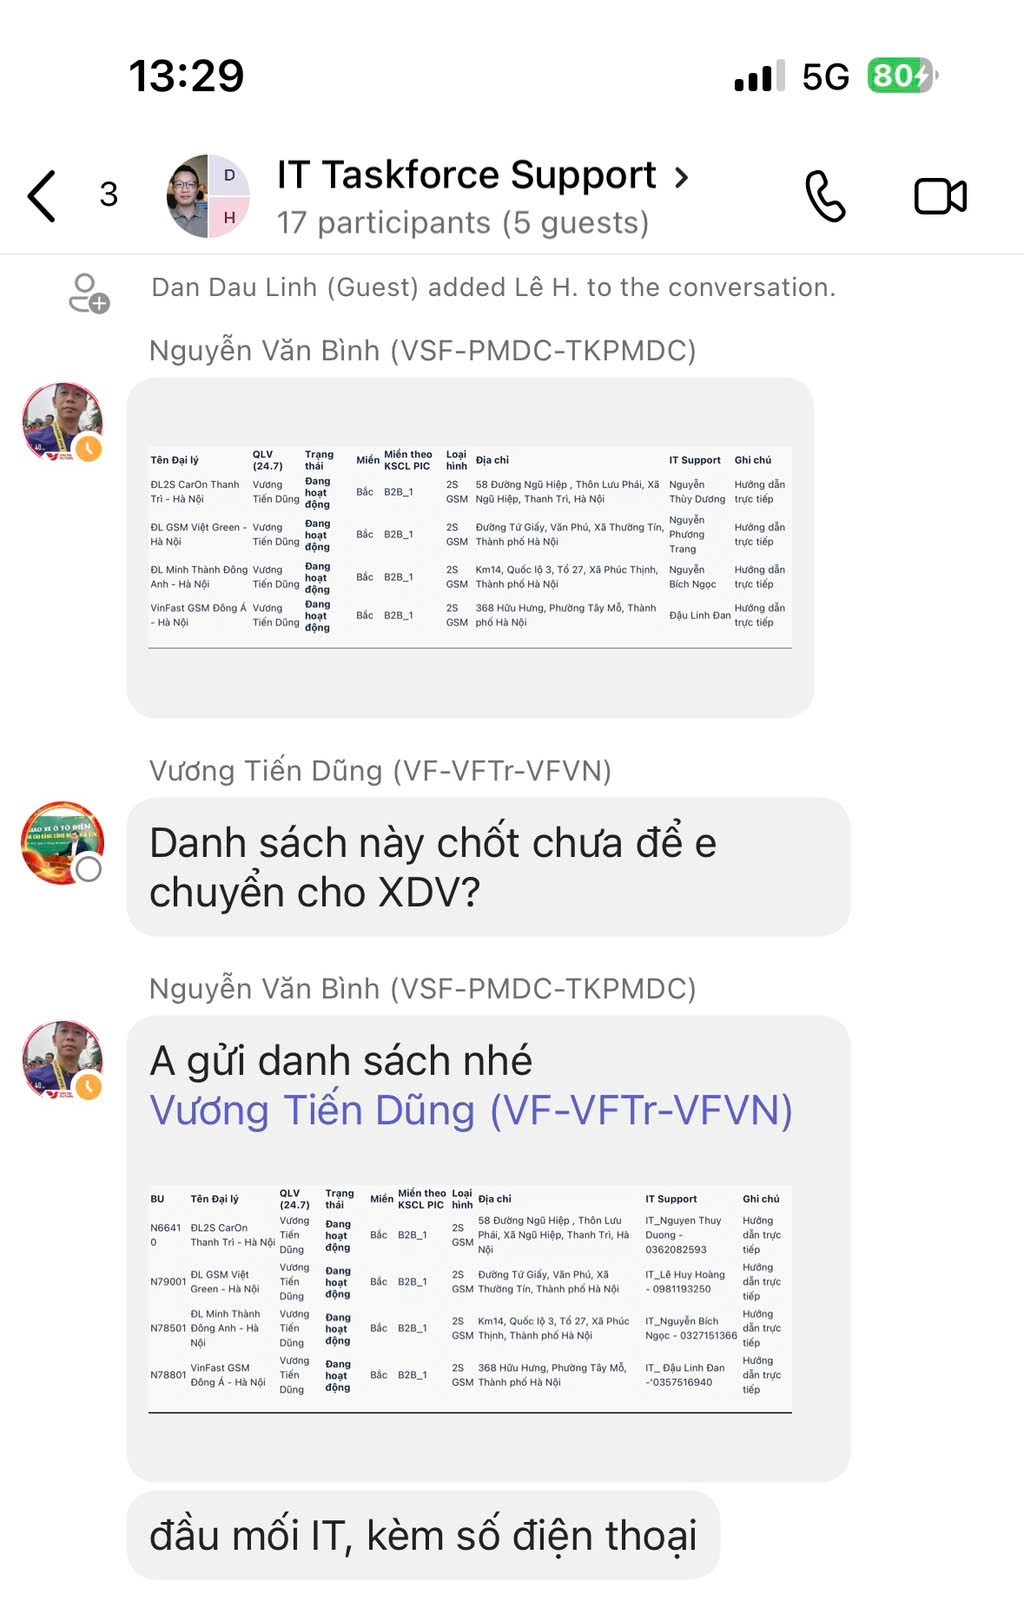 13:29
5G
80
3
D
H
IT Taskforce Support
17 participants (5 guests)
Dan Dau Linh (Guest) added Lê H. to the conversation.
Nguyễn Văn Bình (VSF-PMDC-TKPMDC)
Tên Đại lý QLV (24.7) Trạng thái Miền Miền theo KSCL PIC Loại hình Địa chỉ IT Support Ghi chú
ĐL2S CarOn Thanh Trì - Hà Nội Vương Tiến Dũng Đang hoạt động Bắc B2B_1 2S GSM 58 Đường Ngũ Hiệp , Thôn Lưu Phái, Xã Ngũ Hiệp, Thanh Trì, Hà Nội Nguyễn Thùy Dương Hướng dẫn trực tiếp
ĐL GSM Việt Green - Hà Nội Vương Tiến Dũng Đang hoạt động Bắc B2B_1 2S GSM Đường Tứ Giấy, Văn Phú, Xã Thường Tín, Thành phố Hà Nội Nguyễn Phương Trang Hướng dẫn trực tiếp
ĐL Minh Thành Đông Anh - Hà Nội Vương Tiến Dũng Đang hoạt động Bắc B2B_1 2S GSM Km14, Quốc lộ 3, Tổ 27, Xã Phúc Thịnh, Thành phố Hà Nội Nguyễn Bích Ngọc Hướng dẫn trực tiếp
VinFast GSM Đông Á - Hà Nội Vương Tiến Dũng Đang hoạt động Bắc B2B_1 2S GSM 368 Hữu Hưng, Phường Tây Mỗ, Thành phố Hà Nội Đậu Linh Đan Hướng dẫn trực tiếp
Vương Tiến Dũng (VF-VFTr-VFVN)
Danh sách này chốt chưa để e
chuyển cho XDV?
Nguyễn Văn Bình (VSF-PMDC-TKPMDC)
A gửi danh sách nhé
Vương Tiến Dũng (VF-VFTr-VFVN)
BU Tên Đại lý QLV (24.7) Trạng thái Miền Miền theo KSCL PIC Loại hình Địa chỉ IT Support Ghi chú
N66410 ĐL2S CarOn Thanh Trì - Hà Nội Vương Tiến Dũng Đang hoạt động Bắc B2B_1 2S GSM 58 Đường Ngũ Hiệp , Thôn Lưu Phái, Xã Ngũ Hiệp, Thanh Trì, Hà Nội IT_Nguyen Thuy Duong - 0362082593 Hướng dẫn trực tiếp
N79001 ĐL GSM Việt Green - Hà Nội Vương Tiến Dũng Đang hoạt động Bắc B2B_1 2S GSM Đường Tứ Giấy, Văn Phú, Xã Thường Tín, Thành phố Hà Nội IT_Lê Huy Hoàng - 0981193250 Hướng dẫn trực tiếp
N78501 ĐL Minh Thành Đông Anh - Hà Nội Vương Tiến Dũng Đang hoạt động Bắc B2B_1 2S GSM Km14, Quốc lộ 3, Tổ 27, Xã Phúc Thịnh, Thành phố Hà Nội IT_Nguyễn Bích Ngọc - 0327151366 Hướng dẫn trực tiếp
N78801 VinFast GSM Đông Á - Hà Nội Vương Tiến Dũng Đang hoạt động Bắc B2B_1 2S GSM 368 Hữu Hưng, Phường Tây Mỗ, Thành phố Hà Nội IT_ Đậu Linh Đan -'0357516940 Hướng dẫn trực tiếp
đầu mối IT, kèm số điện thoại